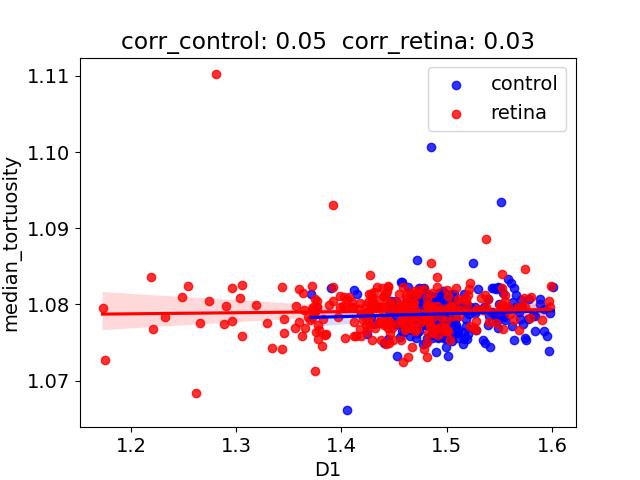 corr_control: 0.05  corr_retina: 0.03
control
retina
median_tortuosity
1.11
1.10
1.09
1.08
1.07
1.2 1.3 1.4 1.5 1.6
D1